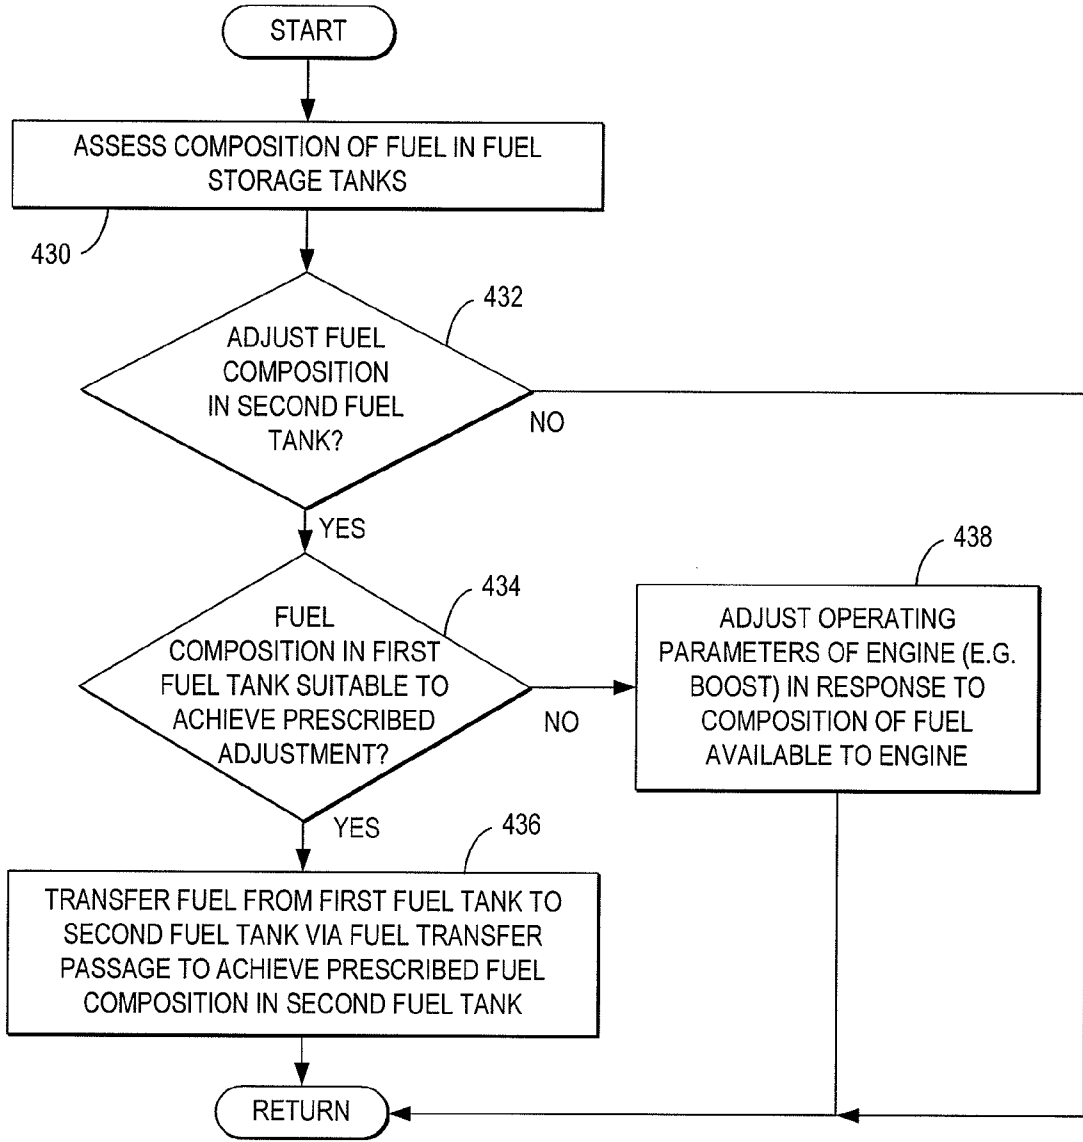 START
ASSESS COMPOSITION OF FUEL IN FUEL
STORAGE TANKS
430
432
ADJUST FUEL
COMPOSITION
IN SECOND FUEL
TANK?
NO
YES
434
FUEL
COMPOSITION IN FIRST
FUEL TANK SUITABLE TO
ACHIEVE PRESCRIBED
ADJUSTMENT?
NO
YES
438
ADJUST OPERATING
PARAMETERS OF ENGINE (E.G.
BOOST) IN RESPONSE TO
COMPOSITION OF FUEL
AVAILABLE TO ENGINE
436
TRANSFER FUEL FROM FIRST FUEL TANK TO
SECOND FUEL TANK VIA FUEL TRANSFER
PASSAGE TO ACHIEVE PRESCRIBED FUEL
COMPOSITION IN SECOND FUEL TANK
RETURN